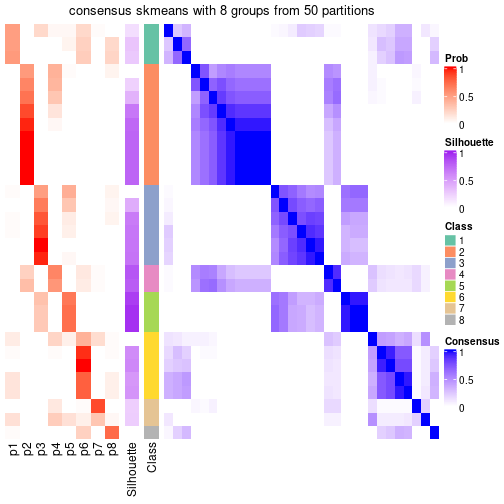 consensus skmeans with 8 groups from 50 partitions
Prob
1
0.5
0
Silhouette
1
0.5
0
Class
1
2
3
4
5
6
7
8
Consensus
1
0.5
0
p1
p2
p3
p4
p5
p6
p7
p8
Silhouette
Class